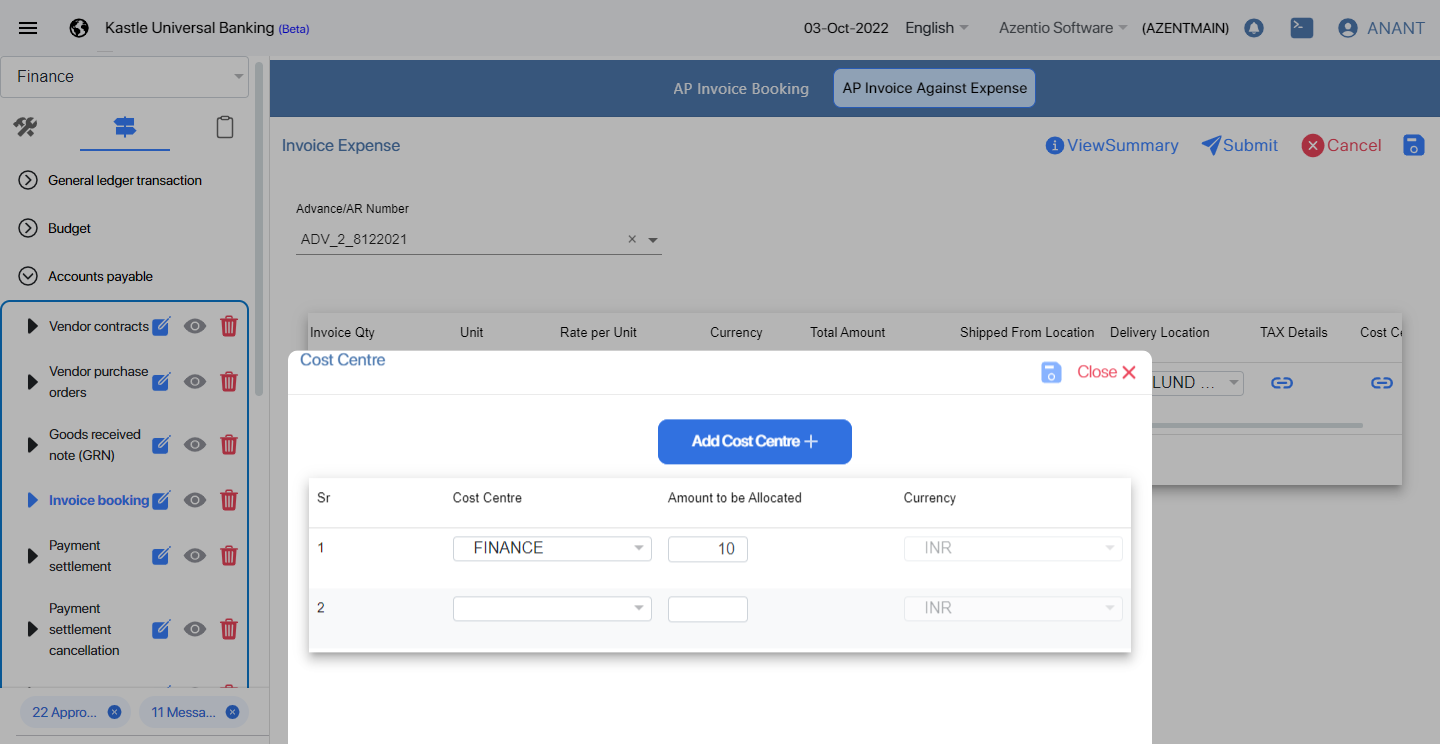 Kastle Universal Banking (Beta)
03-Oct-2022
English
Azentio Software
(AZENTMAIN)
ANANT
Finance
General ledger transaction
Budget
Accounts payable
Vendor contracts
Vendor purchase
orders
Goods received
note (GRN)
Invoice booking
Payment
settlement
Payment
settlement
cancellation
22 Appro...
11 Messa...
AP Invoice Booking
AP Invoice Against Expense
Invoice Expense
ViewSummary
Submit
Cancel
Advance/AR Number
ADV_2_8122021
Invoice Qty Unit Rate per Unit Currency Total Amount Shipped From Location Delivery Location TAX Details Cost Ce
LUND ...
Cost Centre
Close
Add Cost Centre +
Sr Cost Centre Amount to be Allocated Currency
1 FINANCE 10 INR
2 INR